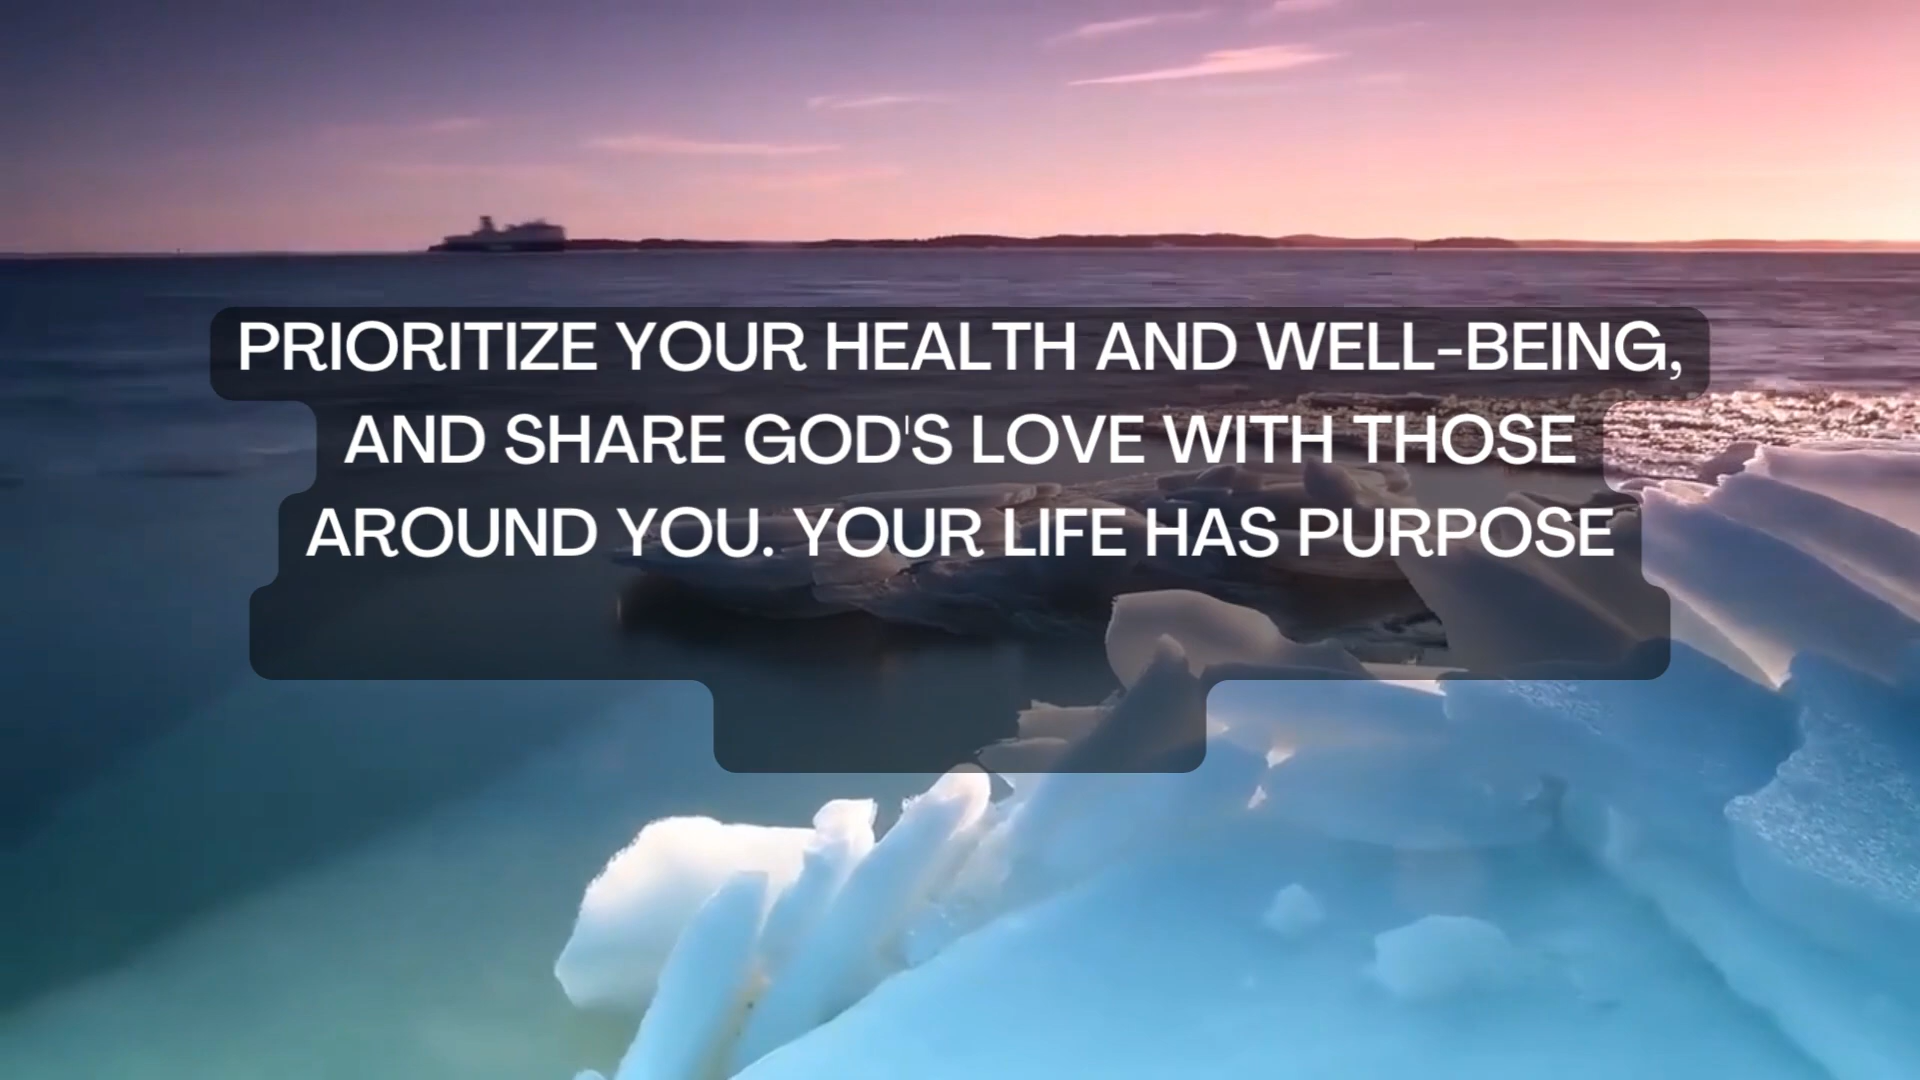 PRIORITIZE YOUR HEALTH AND WELL-BEING,
AND SHARE GOD'S LOVE WITH THOSE
AROUND YOU. YOUR LIFE HAS PURPOSE